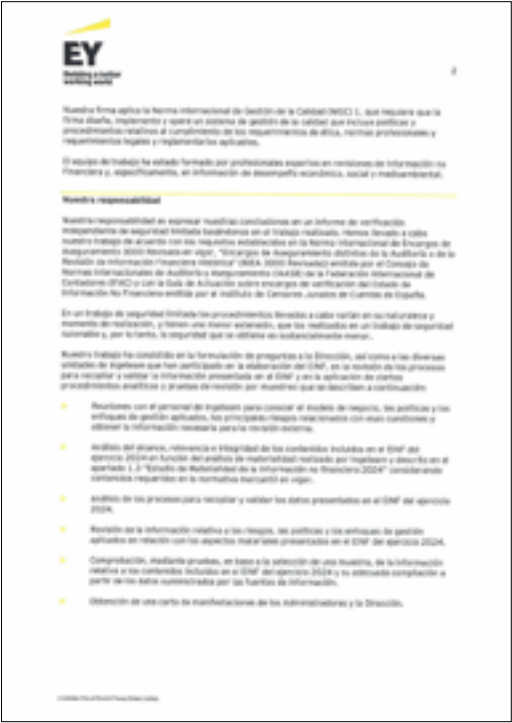 EY
Building a better
working world
2
Nuestra firma aplica la Norma Internacional de Gestión de la Calidad (NIGC) 1, que requiere que la
firma diseñe, implemente y opere un sistema de gestión de la calidad que incluya políticas o
procedimientos relativos al cumplimiento de los requerimientos de ética, normas profesionales y
requerimientos legales y reglamentarios aplicables.
El equipo de trabajo ha estado formado por profesionales expertos en revisiones de Información no
Financiera y, específicamente, en información de desempeño económico, social y medioambiental.
Nuestra responsabilidad
Nuestra responsabilidad es expresar nuestras conclusiones en un informe de verificación
independiente de seguridad limitada basándonos en el trabajo realizado. Hemos llevado a cabo
nuestro trabajo de acuerdo con los requisitos establecidos en la Norma Internacional de Encargos de
Aseguramiento 3000 Revisada en vigor, "Encargos de Aseguramiento distintos de la Auditoría o de la
Revisión de Información Financiera Histórica" (NIEA 3000 Revisada) emitida por el Consejo de
Normas Internacionales de Auditoría y Aseguramiento (IAASB) de la Federación Internacional de
Contadores (IFAC) y con la Guía de Actuación sobre encargos de verificación del Estado de
Información No Financiera emitida por el Instituto de Censores Jurados de Cuentas de España.
En un trabajo de seguridad limitada los procedimientos llevados a cabo varían en su naturaleza y
momento de realización, y tienen una menor extensión, que los realizados en un trabajo de seguridad
razonable y, por lo tanto, la seguridad que se obtiene es sustancialmente menor.
Nuestro trabajo ha consistido en la formulación de preguntas a la Dirección, así como a las diversas
unidades de Ingeteam que han participado en la elaboración del EINF, en la revisión de los procesos
para recopilar y validar la información presentada en el EINF y en la aplicación de ciertos
procedimientos analíticos y pruebas de revisión por muestreo que se describen a continuación:
Reuniones con el personal de Ingeteam para conocer el modelo de negocio, las políticas y los
enfoques de gestión aplicados, los principales riesgos relacionados con esas cuestiones y
obtener la información necesaria para la revisión externa.
Análisis del alcance, relevancia e integridad de los contenidos incluidos en el EINF del
ejercicio 2024 en función del análisis de materialidad realizado por Ingeteam y descrito en el
apartado 1.3 "Estudio de Materialidad de la información no financiera 2024" considerando
contenidos requeridos en la normativa mercantil en vigor.
Análisis de los procesos para recopilar y validar los datos presentados en el EINF del ejercicio
2024.
Revisión de la información relativa a los riesgos, las políticas y los enfoques de gestión
aplicados en relación con los aspectos materiales presentados en el EINF del ejercicio 2024.
Comprobación, mediante pruebas, en base a la selección de una muestra, de la información
relativa a los contenidos incluidos en el EINF del ejercicio 2024 y su adecuada compilación a
partir de los datos suministrados por las fuentes de información.
Obtención de una carta de manifestaciones de los Administradores y la Dirección.
A member firm of Ernst & Young Global Limited